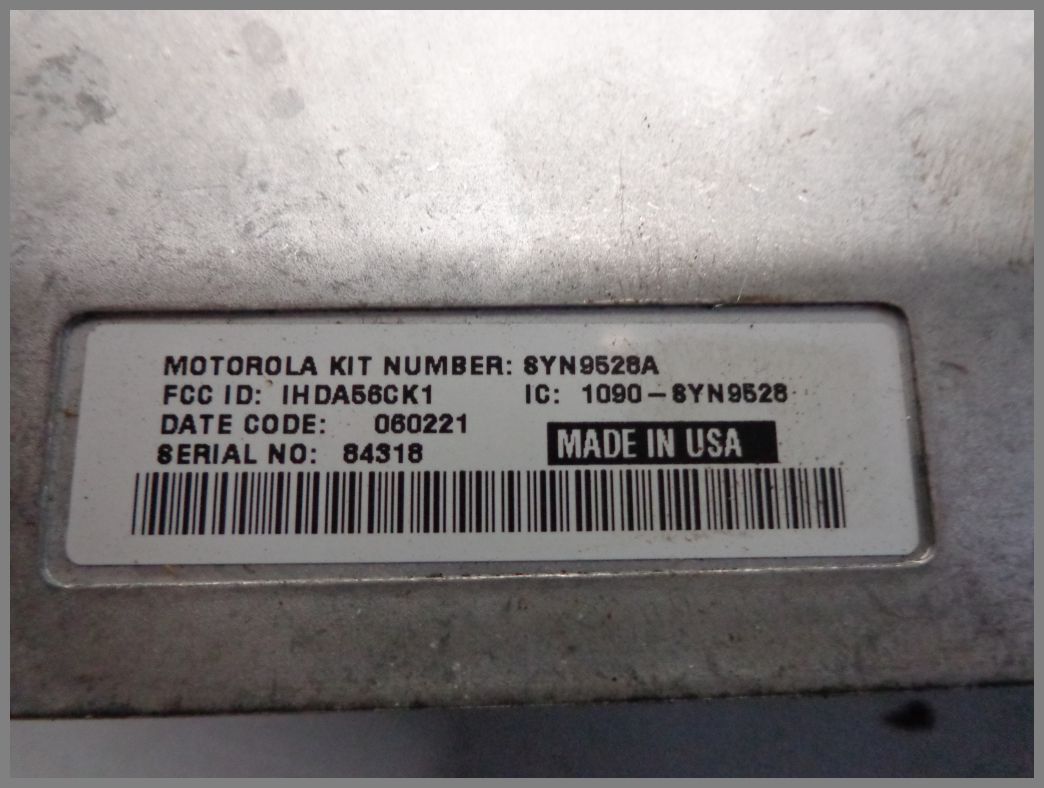 MOTOROLA KIT NUMBER: SYN9528A
FCC ID: IHDA56CK1 IC: 1090-SYN9528
DATE CODE: 060221
SERIAL NO: 84318
MADE IN USA